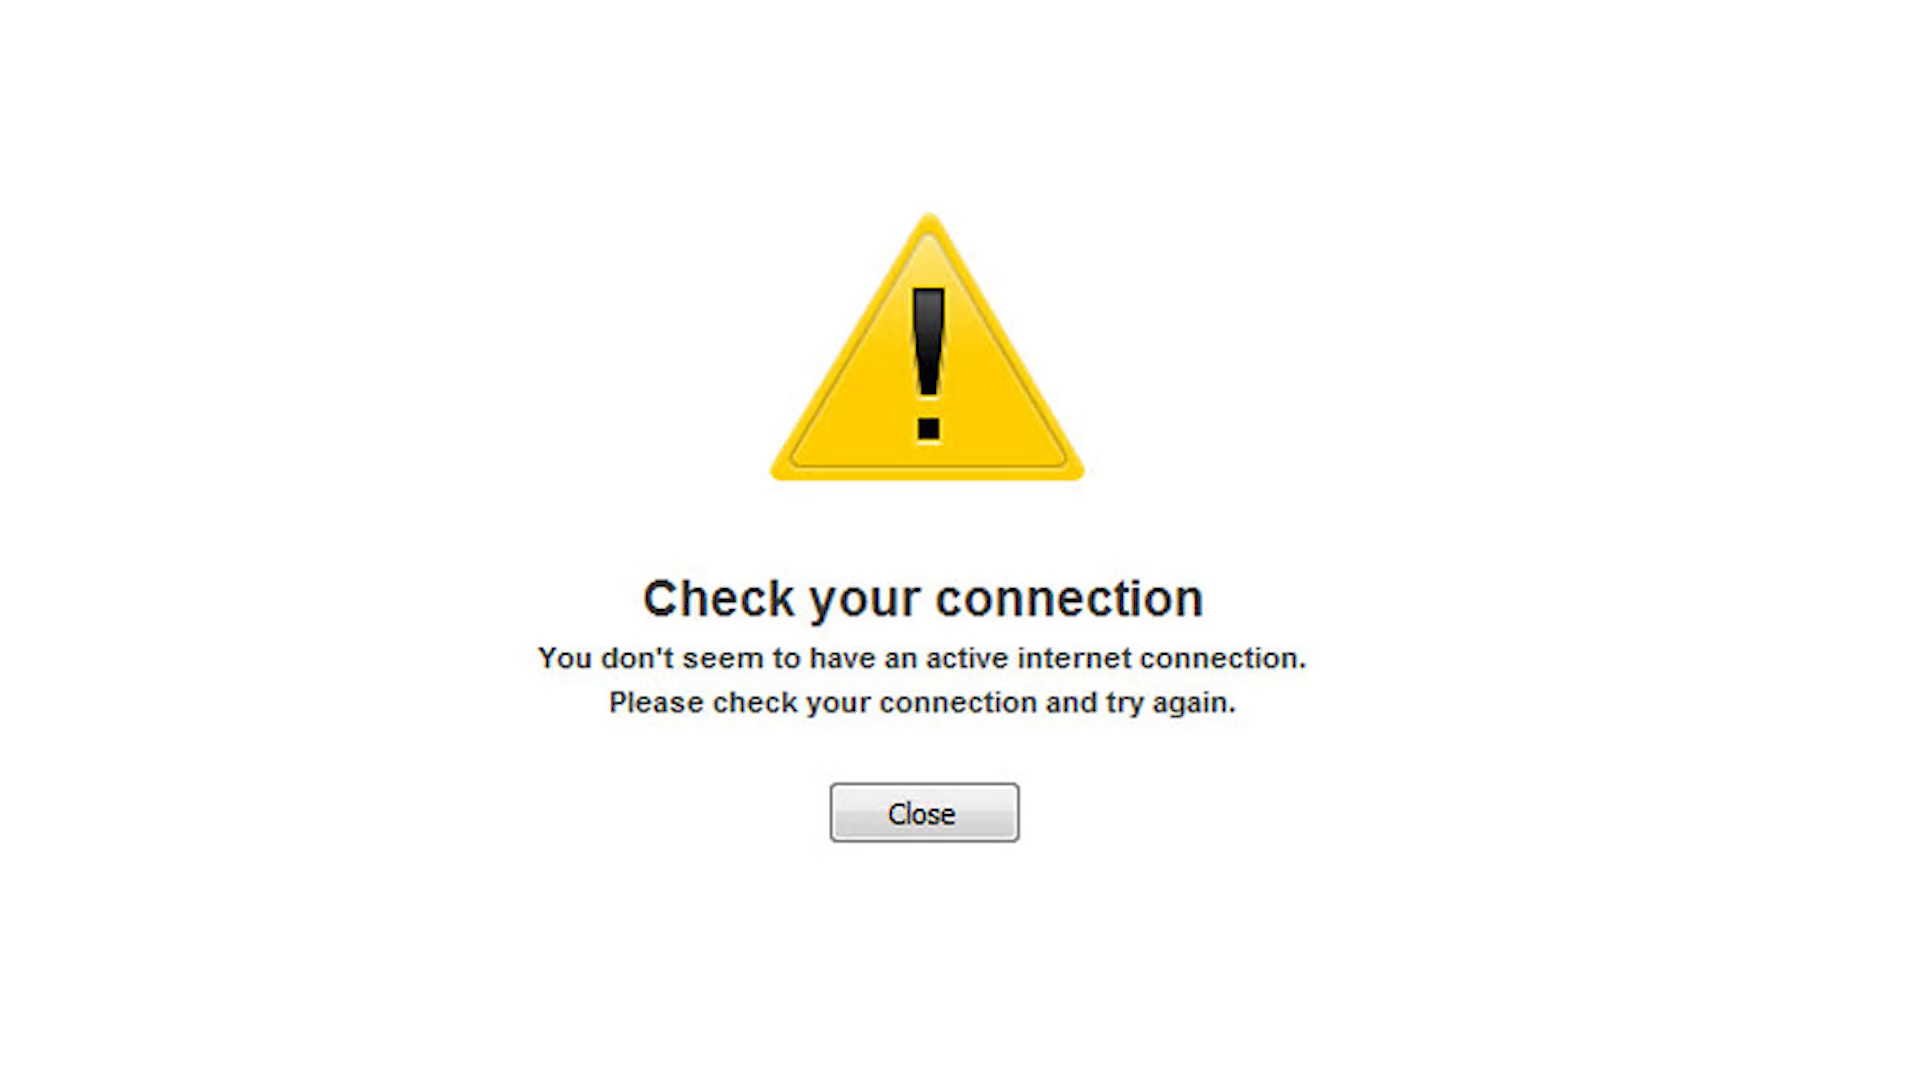 Check your connection
You don't seem to have an active internet connection.
Please check your connection and try again.
Close